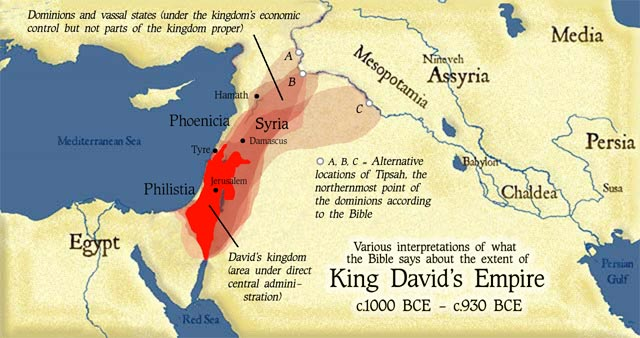 Dominions and vassal states (under the kingdom's economic
control but not parts of the kingdom proper)
Media
A
Nineveh
Mesopotamia
Assyria
B
Hamath
C
Phoenicia
Syria
Mediterranean Sea
Damascus
Tyre
Persia
A, B, C = Alternative
locations of Tipsah, the
northernmost point of
the dominions according
to the Bible
Babylon
Jerusalem
Philistia
Chaldea
Susa
Egypt
David's kingdom
(area under direct
central admini-
stration)
Various interpretations of what
the Bible says about the extent of
King David's Empire
c.1000 BCE - c.930 BCE
Persian
Gulf
Red Sea